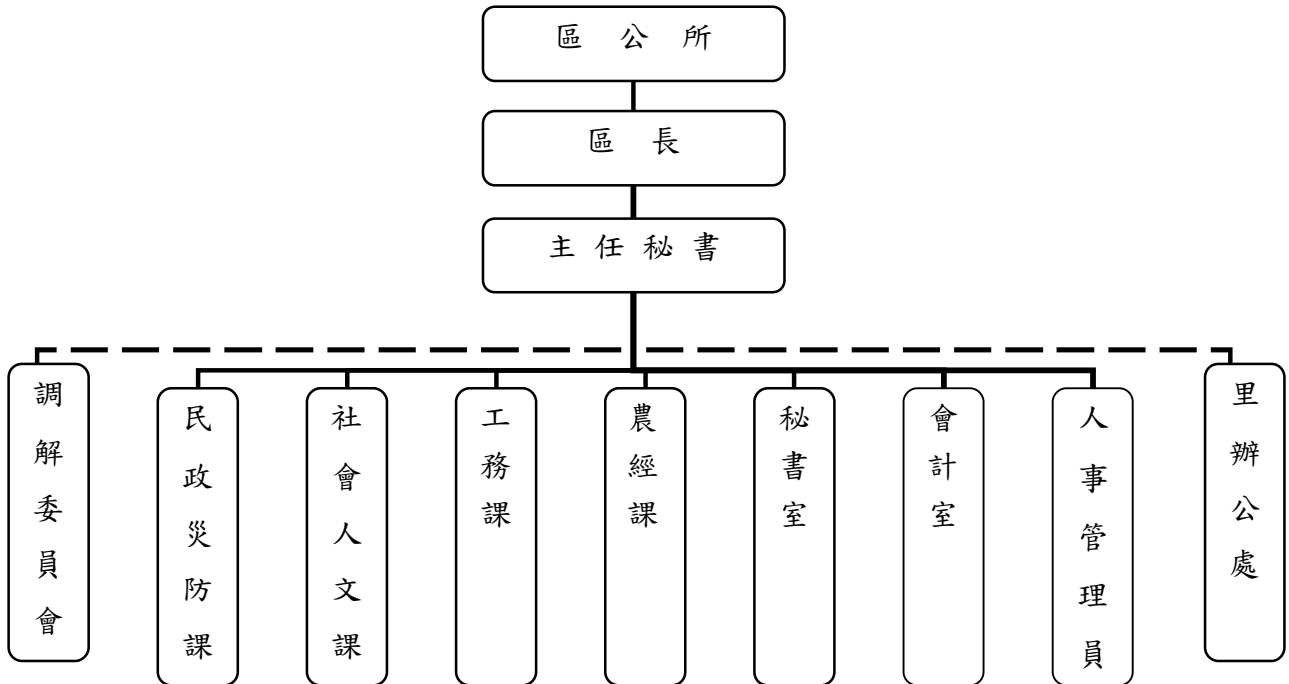 區公所
區長
主任秘書
調解委員會
民政災防課
社會人文課
工務課
農經課
秘書室
會計室
人事管理員
里辦公處